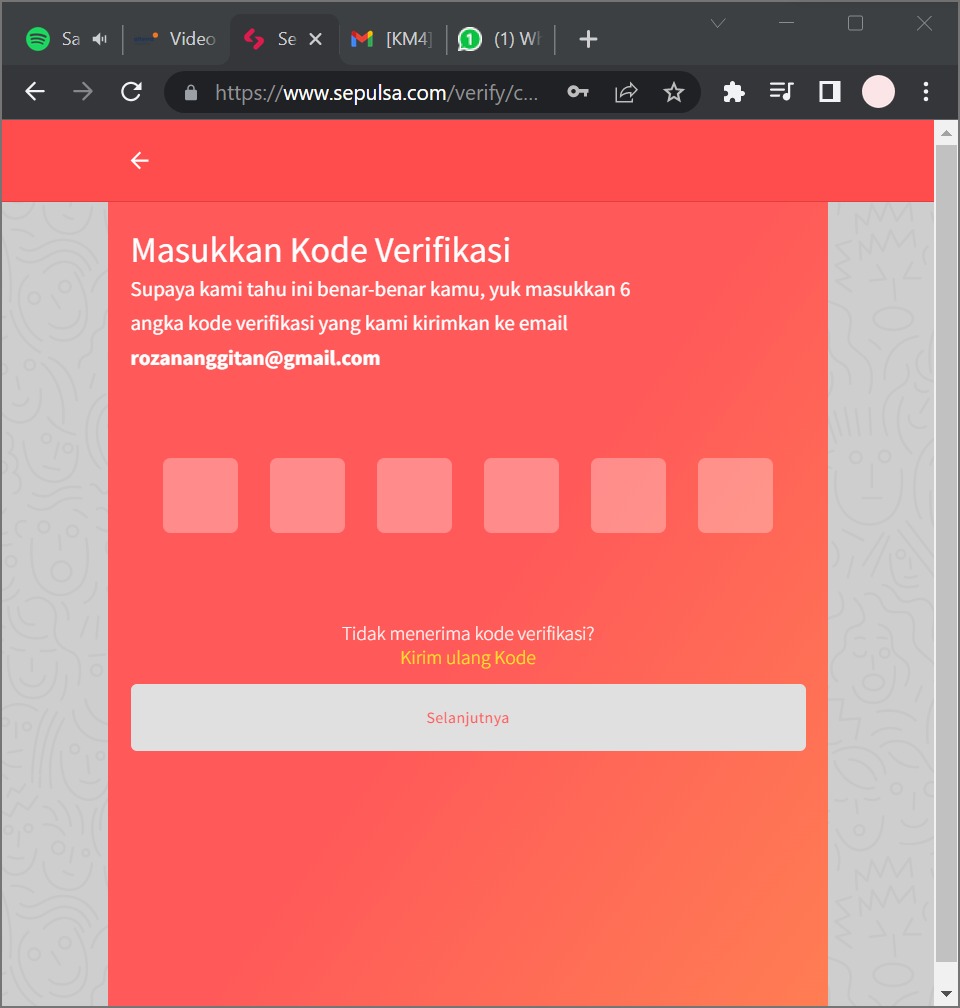 Sa
Video
Se
[KM4]
1
(1) Wh
https://www.sepulsa.com/verify/c...
Masukkan Kode Verifikasi
Supaya kami tahu ini benar-benar kamu, yuk masukkan 6
angka kode verifikasi yang kami kirimkan ke email
rozananggitan@gmail.com
Tidak menerima kode verifikasi?
Kirim ulang Kode
Selanjutnya